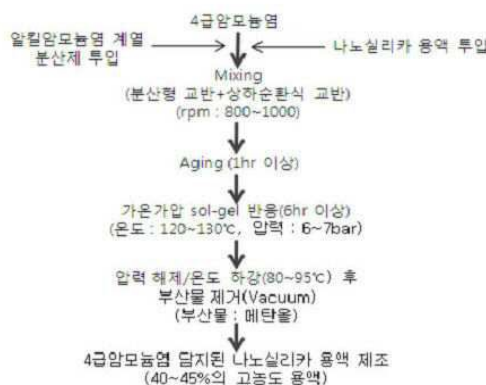 4급암모늄염
알킬암모늄염 계열
분산제 투입
나노실리카 용액 투입
Mixing
(분산형 교반+상하순환식 교반)
(rpm : 800~1000)
Aging (1hr 이상)
가온가압 sol-gel 반응(6hr 이상)
(온도 : 120~130℃, 압력 : 6~7bar)
압력 해제/온도 하강(80~95℃) 후
부산물 제거(Vacuum)
(부산물 : 메탄올)
4급암모늄염 담지된 나노실리카 용액 제조
(40~45%의 고농도 용액)